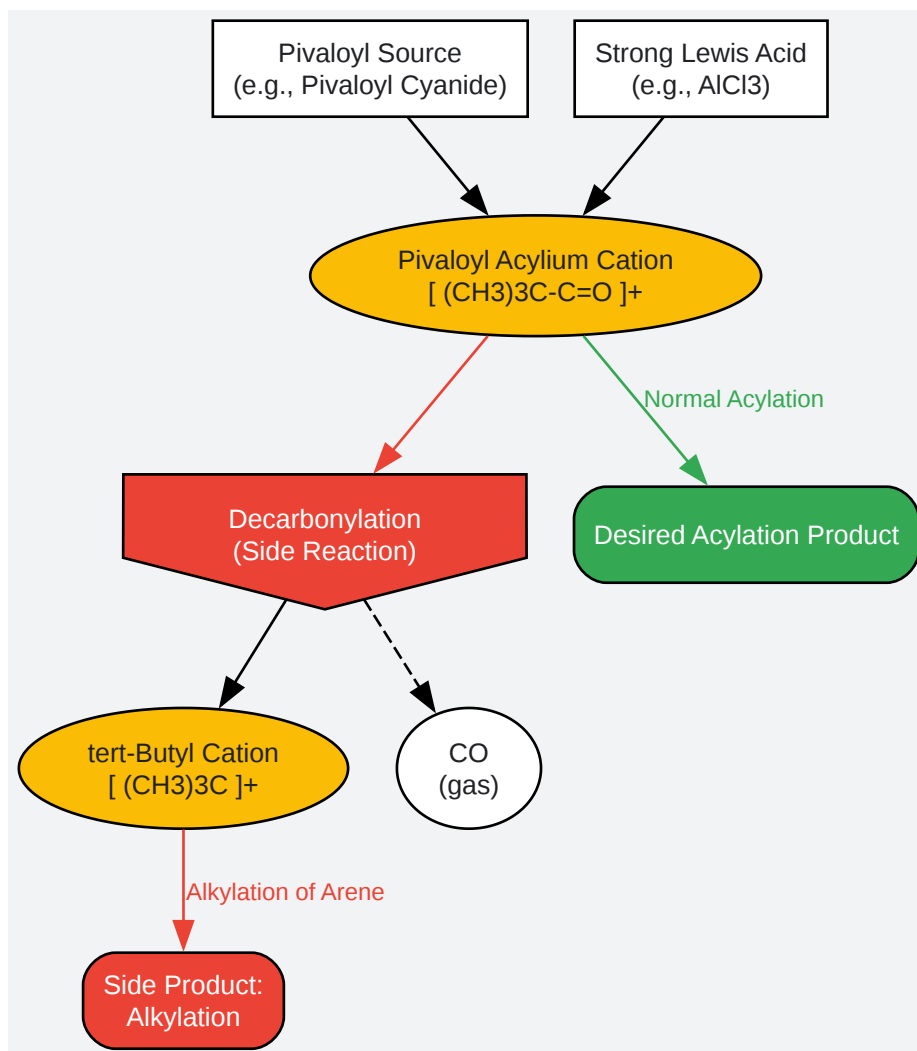 Pivaloyl Source
(e.g., Pivaloyl Cyanide)
Strong Lewis Acid
(e.g., AlCl3)
Pivaloyl Acylium Cation
[ (CH3)3C-C=O ]+
Normal Acylation
Decarbonylation
(Side Reaction)
Desired Acylation Product
tert-Butyl Cation
[ (CH3)3C ]+
CO
(gas)
Alkylation of Arene
Side Product:
Alkylation